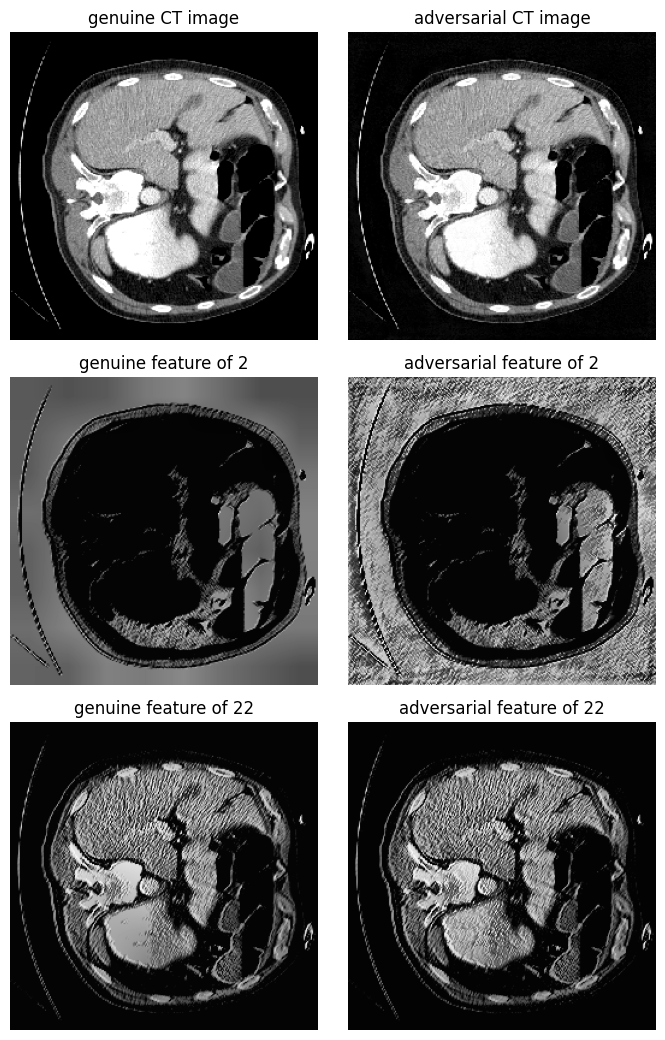 genuine CT image
adversarial CT image
genuine feature of 2
adversarial feature of 2
genuine feature of 22
adversarial feature of 22